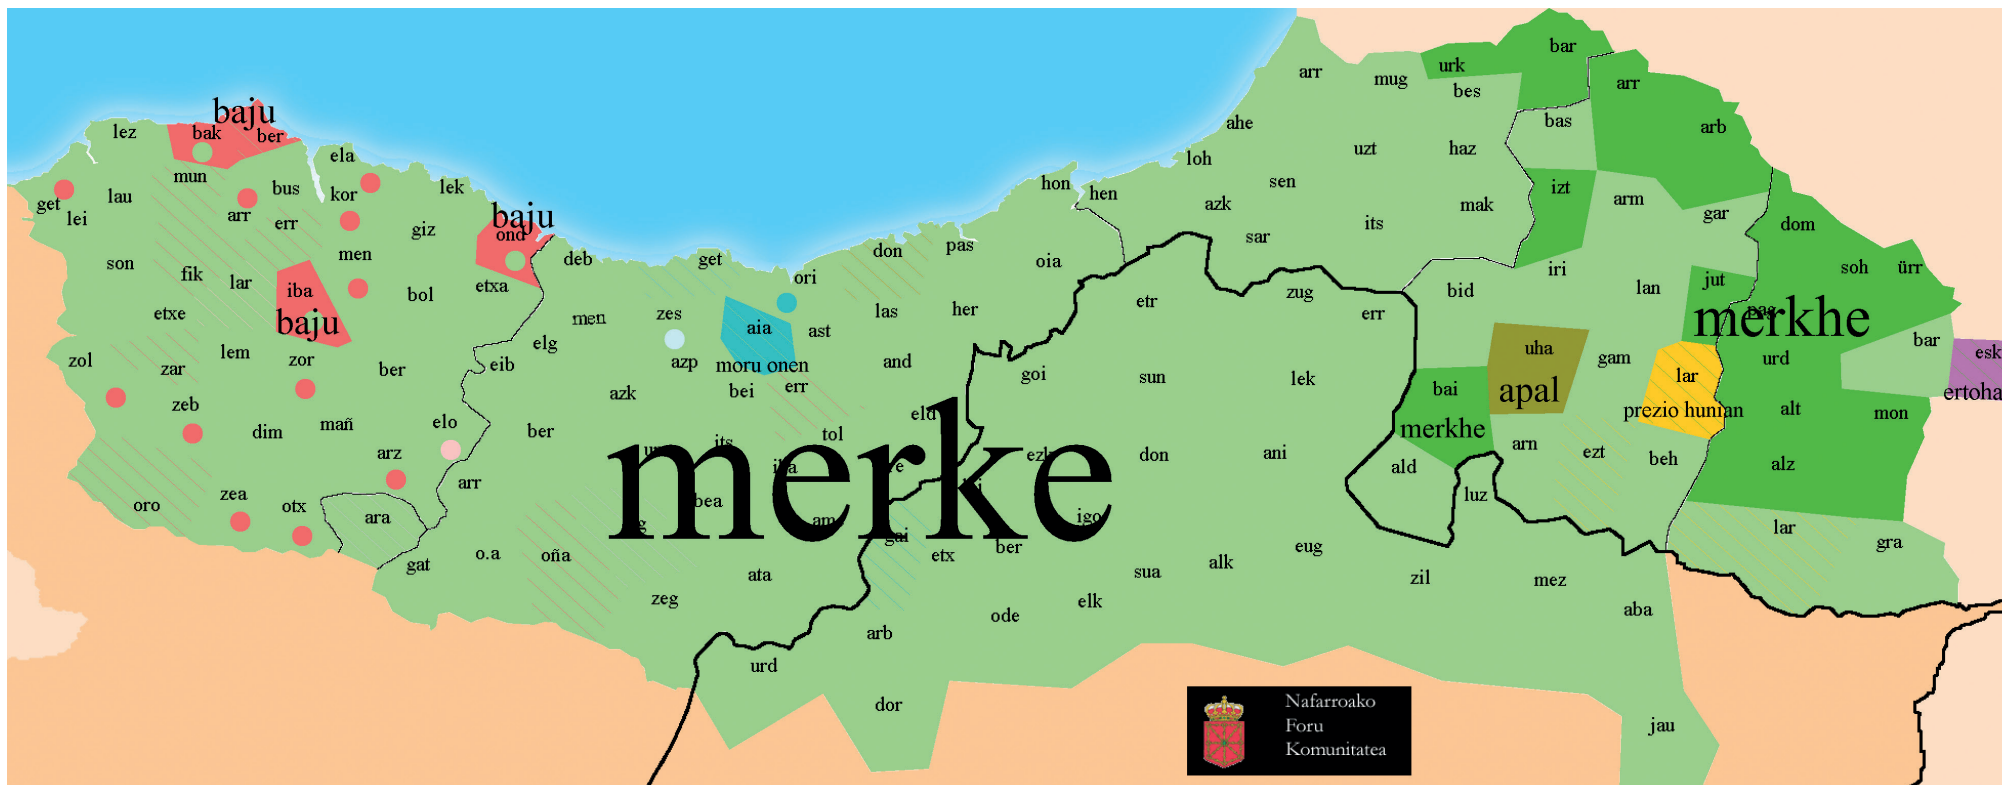 bar
urk
arr
mug
arr
bes
baju
lez
bak
ber
ahe
bas
arb
ela
uzt
haz
loh
mun
bus
kor
lek
hon
hen
sen
izt
get
lau
lei
arr
err
giz
baju
ond
azk
its
mak
arm
gar
dom
son
fik
lar
men
deb
get
don
pas
oia
sar
iri
soh
ürr
etxe
iba
baju
bol
etxa
ori
zug
bid
lan
jut
etr
err
men
zes
aia
ast
las
her
merkhe
pag
zol
zar
lem
zor
ber
elg
eib
azp
moru onen
and
goi
sun
lek
uha
apal
gam
lar
urd
bar
esk
ertoha
zeb
azk
bei
err
bai
prezio hunian
alt
mon
dim
mañ
elo
ber
eld
merkhe
arz
its
tol
don
ani
arn
ezt
beh
alz
merke
arr
ald
luz
oro
zea
otx
ara
bea
igo
lar
gra
gat
o.a
oña
gai
etx
ber
eug
ata
sua
alk
zil
mez
zeg
ode
elk
aba
arb
urd
dor
jau
Nafarroako
Foru
Komunitatea